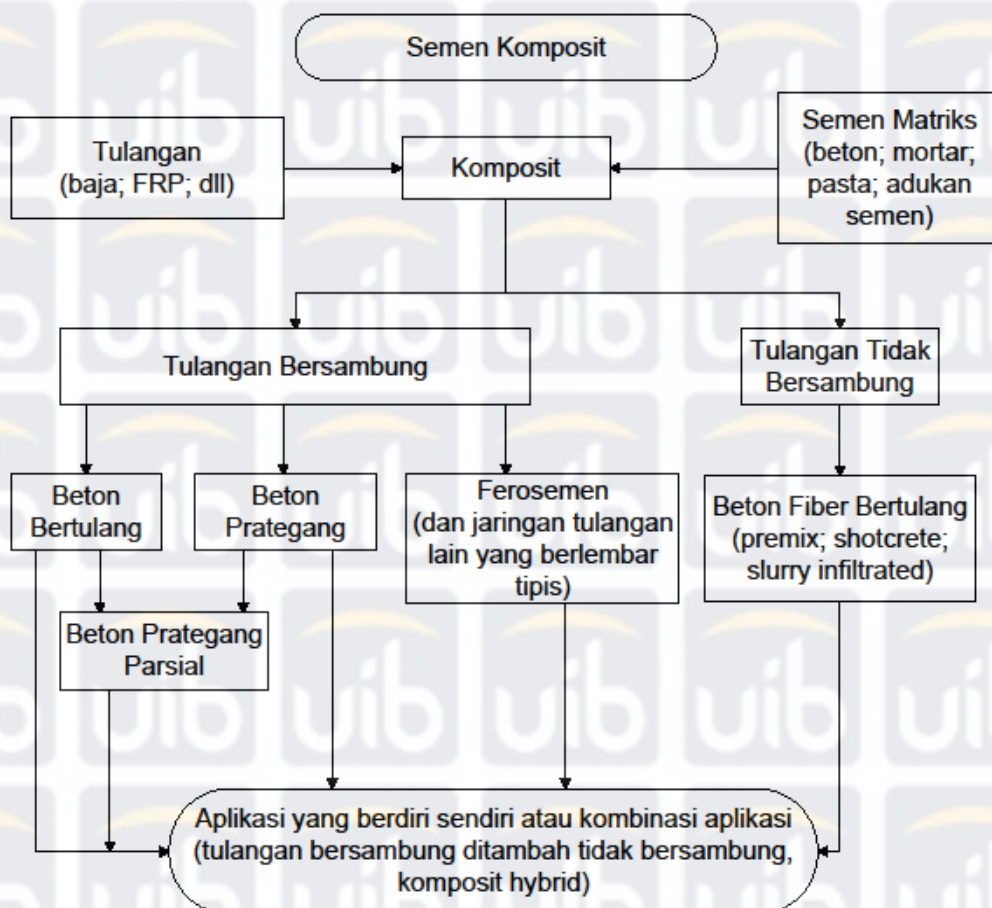 Semen Komposit
Tulangan
(baja; FRP; dll)
Komposit
Semen Matriks
(beton; mortar;
pasta; adukan
semen)
Tulangan Bersambung
Tulangan Tidak
Bersambung
Beton
Bertulang
Beton
Prategang
Ferosemen
(dan jaringan tulangan
lain yang berlembar
tipis)
Beton Fiber Bertulang
(premix; shotcrete;
slurry infiltrated)
Beton Prategang
Parsial
Aplikasi yang berdiri sendiri atau kombinasi aplikasi
(tulangan bersambung ditambah tidak bersambung,
komposit hybrid)
uib